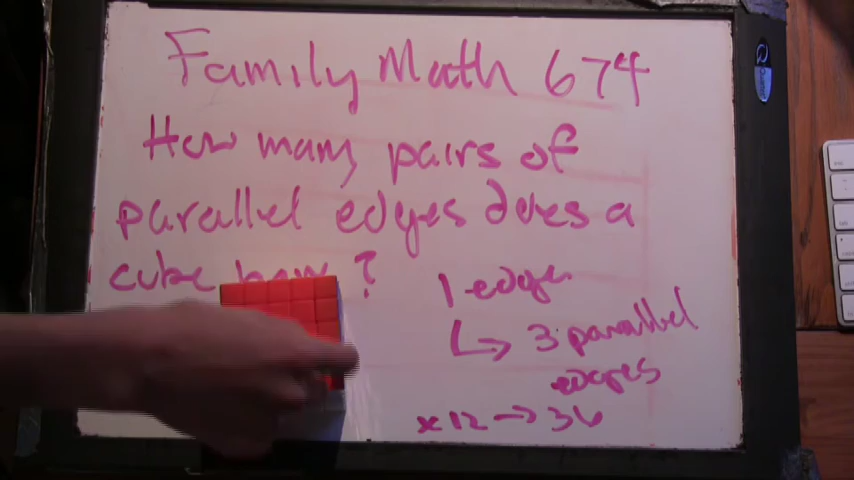 Family Math 674
How many pairs of
parallel edges does a
cube have ?
1 edge
↳ 3 parallel
edges
x12 → 36